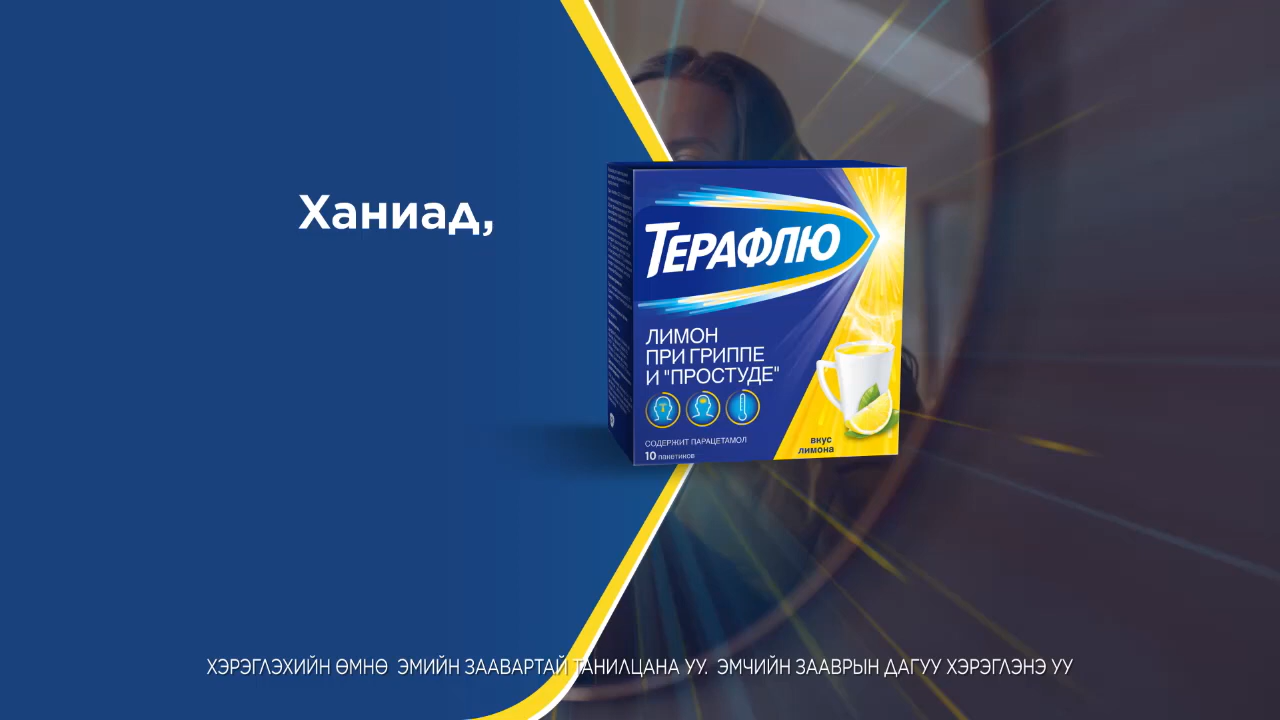 Ханиад,
ТЕРАФЛЮ
ЛИМОН
ПРИ ГРИППЕ
И "ПРОСТУДЕ"
СОДЕРЖИТ ПАРАЦЕТАМОЛ
10 пакетиков
вкус
лимона
ХЭРЭГЛЭХИЙН ӨМНӨ ЭМИЙН ЗААВАРТАЙ ТАНИЛЦАНА УУ. ЭМЧИЙН ЗААВРЫН ДАГУУ ХЭРЭГЛЭНЭ УУ